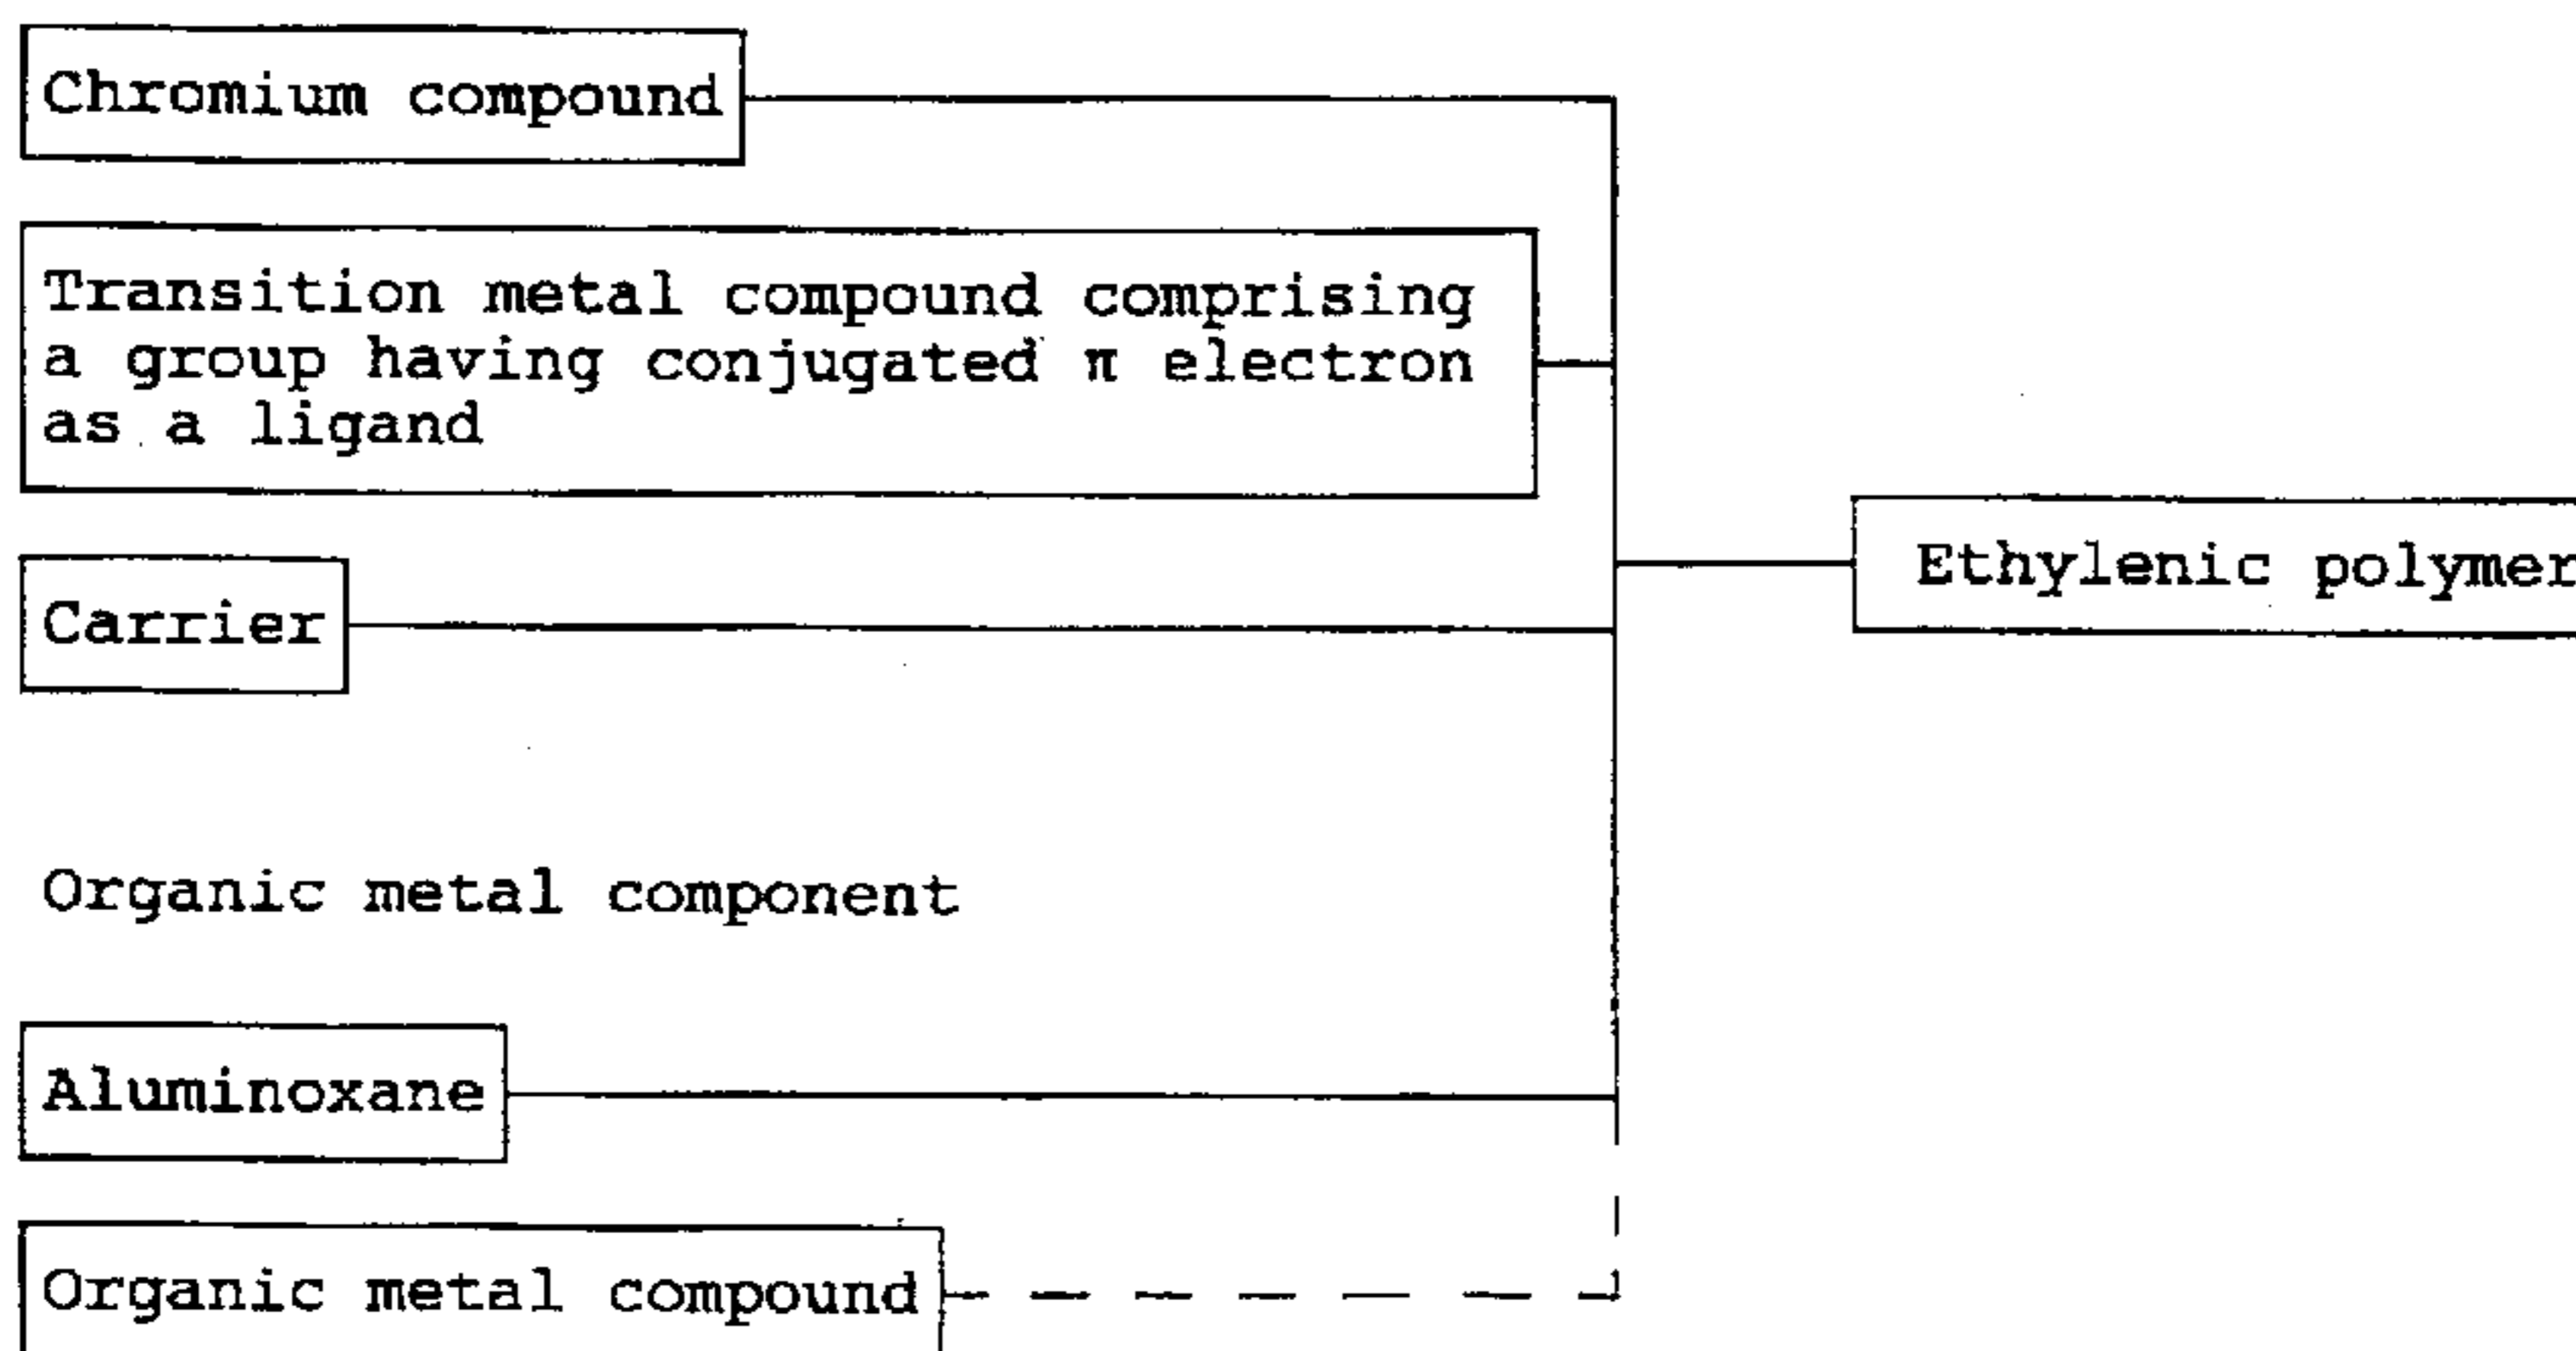 Chromium compound
Transition metal compound comprising
a group having conjugated π electron
as a ligand
Ethylenic polymer
Carrier
Organic metal component
Aluminoxane
Organic metal compound